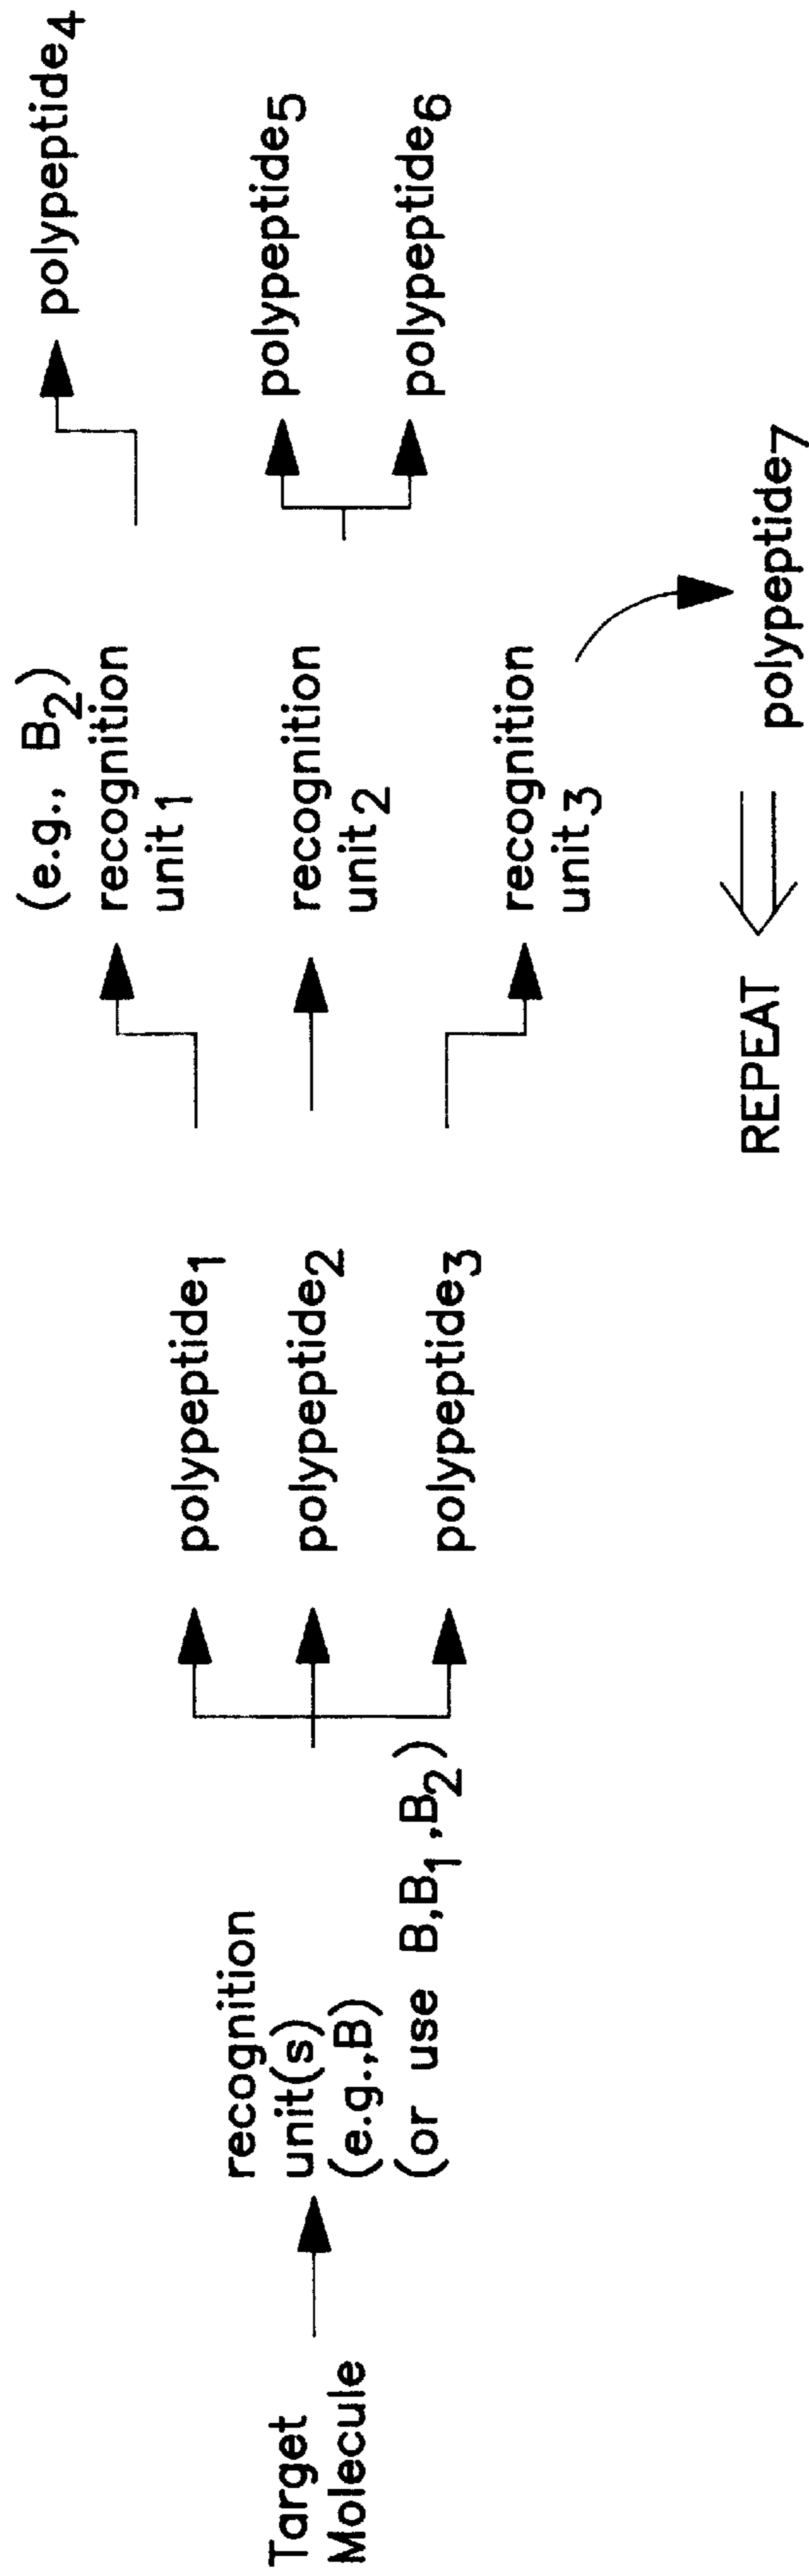 Target
Molecule
recognition
unit(s)
(e.g.,B)
(or use B,B₁,B₂)
polypeptide₁
polypeptide₂
polypeptide₃
(e.g., B₂)
recognition
unit₁
recognition
unit₂
recognition
unit₃
polypeptide₄
polypeptide₅
polypeptide₆
polypeptide₇
REPEAT